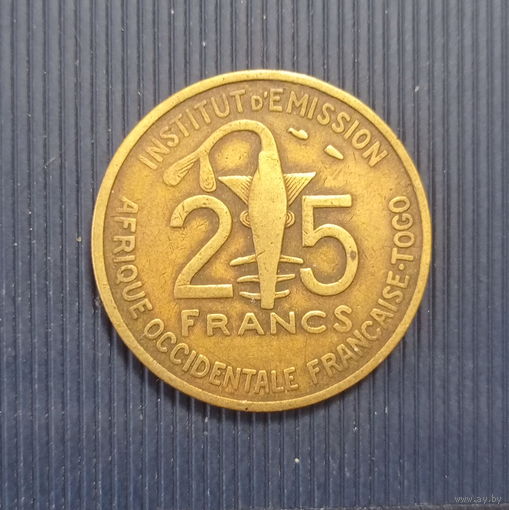 INSTITUT D'EMISSION
25
FRANCS
AFRIQUE OCCIDENTALE FRANÇAISE-TOGO
www.ay.by